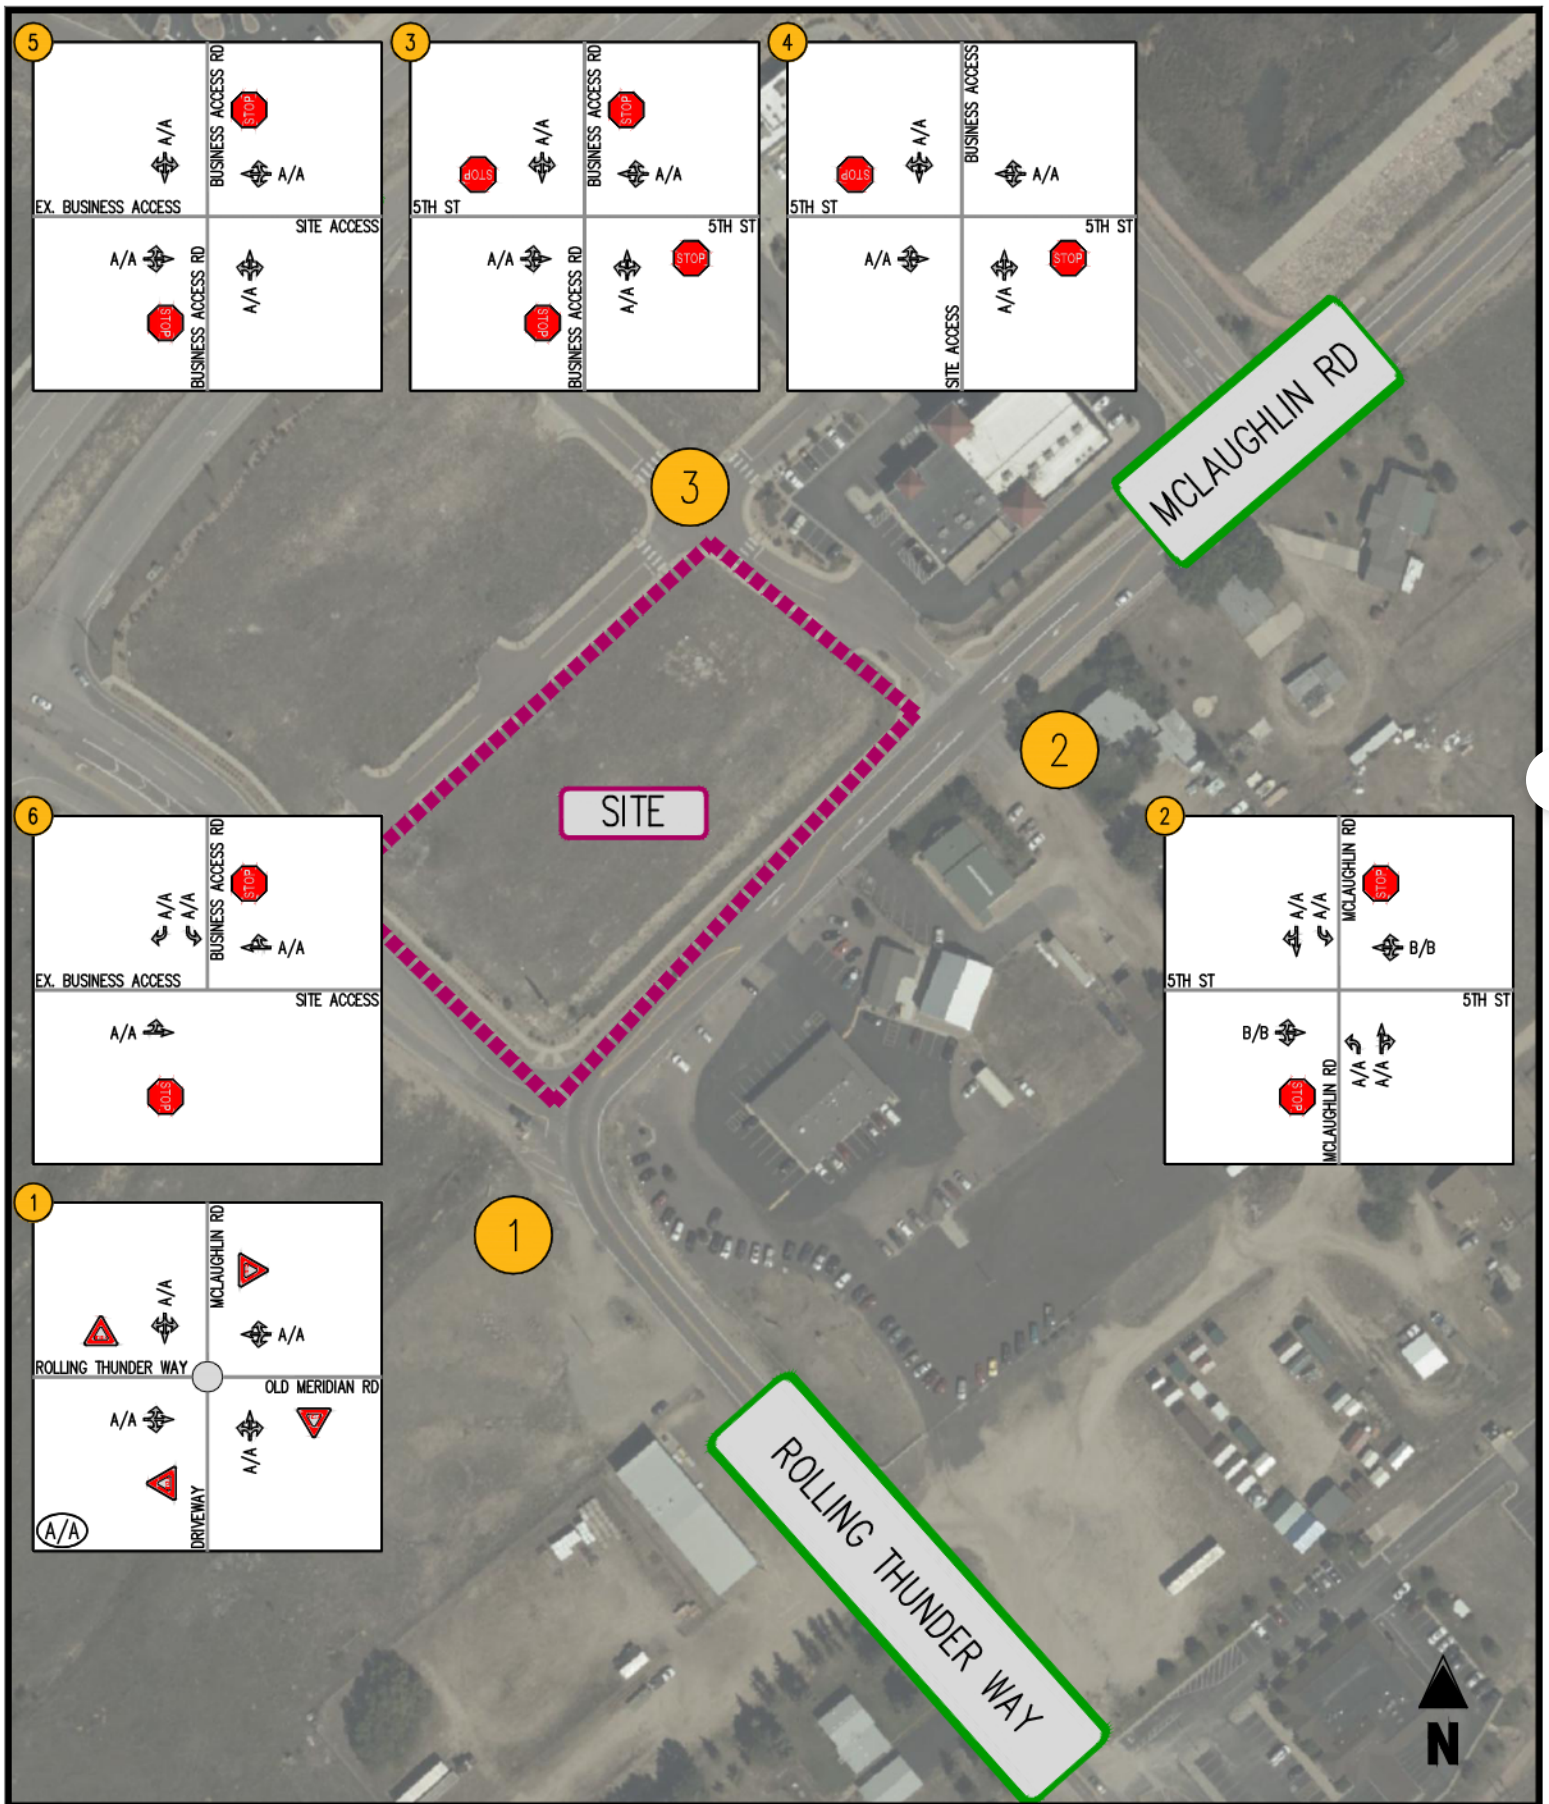 5
BUSINESS ACCESS RD
STOP
A/A
A/A
EX. BUSINESS ACCESS
SITE ACCESS
A/A
A/A
STOP
BUSINESS ACCESS RD
3
BUSINESS ACCESS RD
STOP
STOP
A/A
A/A
5TH ST
5TH ST
A/A
A/A
STOP
STOP
BUSINESS ACCESS RD
4
BUSINESS ACCESS
STOP
A/A
A/A
5TH ST
5TH ST
A/A
A/A
STOP
SITE ACCESS
MCLAUGHLIN RD
3
2
SITE
6
BUSINESS ACCESS RD
STOP
A/A
A/A
A/A
EX. BUSINESS ACCESS
SITE ACCESS
A/A
STOP
2
MCLAUGHLIN RD
STOP
A/A
A/A
B/B
5TH ST
5TH ST
B/B
A/A
A/A
STOP
MCLAUGHLIN RD
1
MCLAUGHLIN RD
A/A
A/A
ROLLING THUNDER WAY
OLD MERIDIAN RD
A/A
A/A
DRIVEWAY
A/A
1
ROLLING THUNDER WAY
N